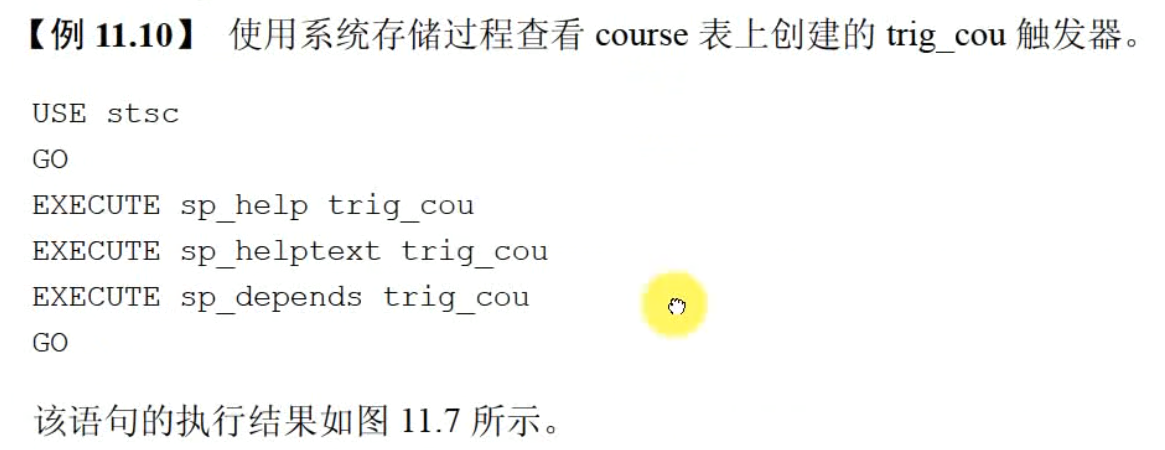 【例 11.10】 使用系统存储过程查看 course 表上创建的 trig_cou 触发器。
USE stsc
GO
EXECUTE sp_help trig_cou
EXECUTE sp_helptext trig_cou
EXECUTE sp_depends trig_cou
GO
该语句的执行结果如图 11.7 所示。